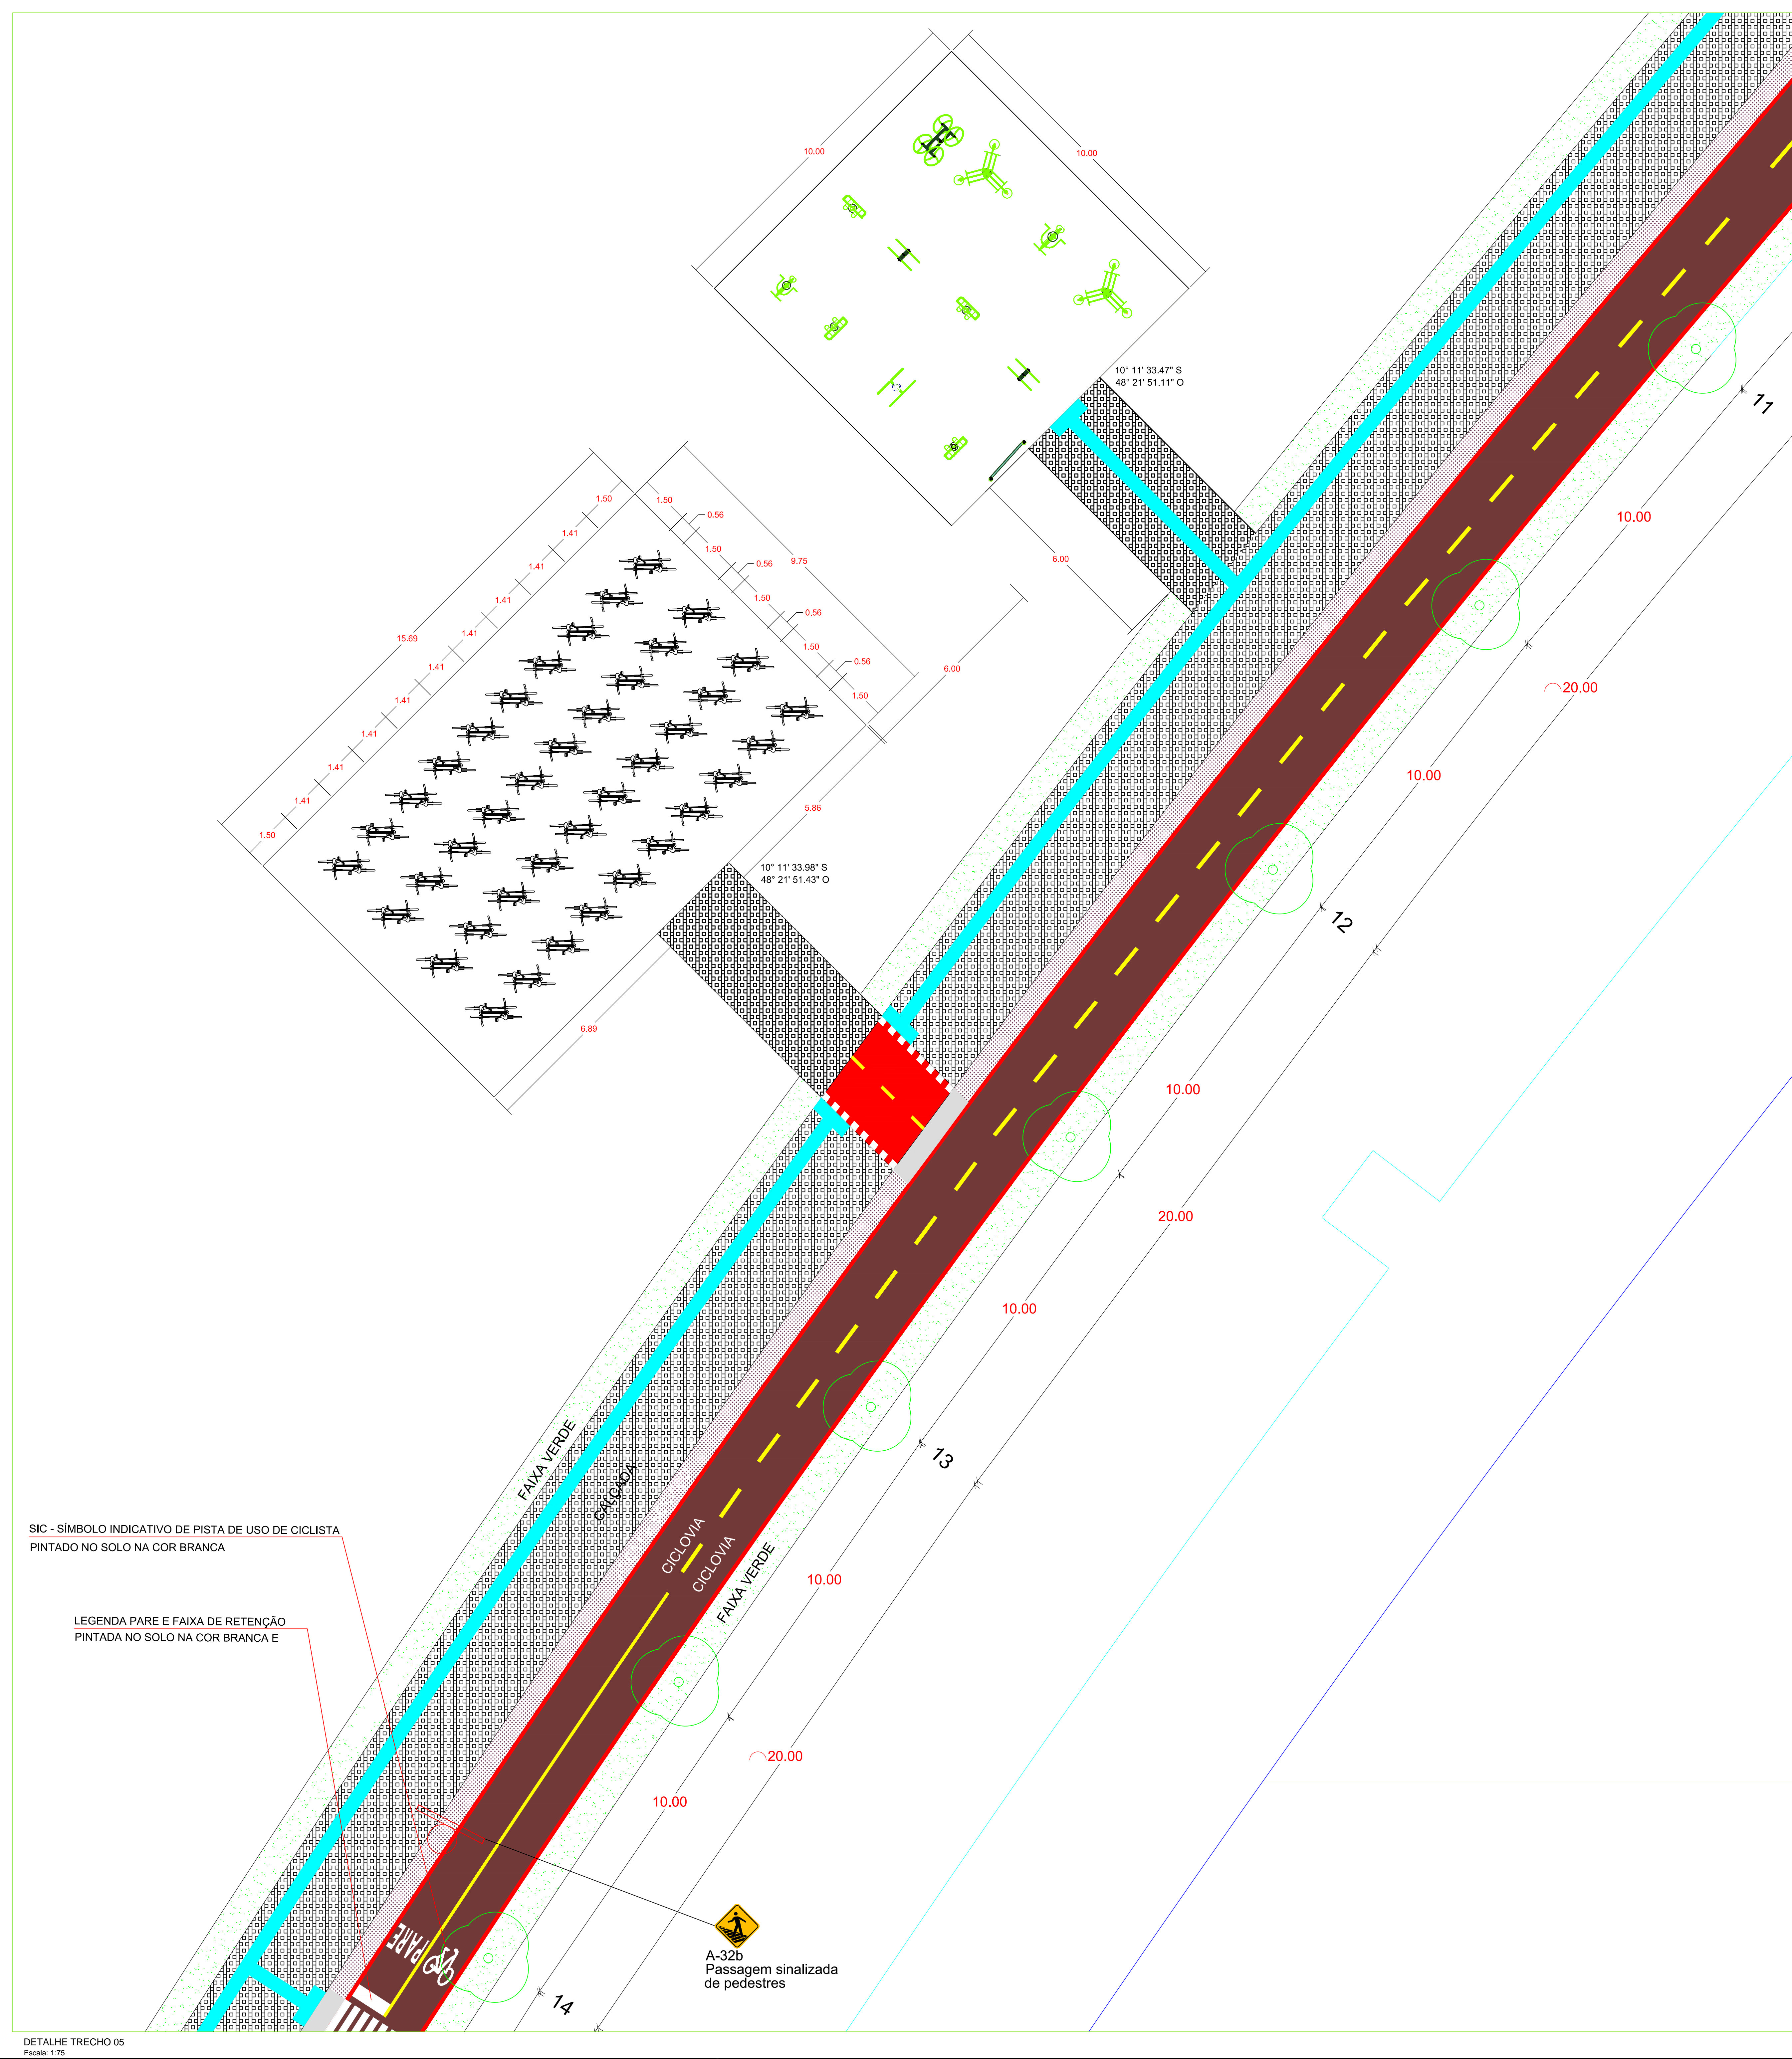 10.00
10.00
10° 11' 33.47" S
48° 21' 51.11" O
11
1.50
1.50
0.56
1.41
1.50
0.56
9.75
1.41
1.50
0.56
1.41
1.50
0.56
1.41
1.50
15.69
1.41
1.41
1.41
1.41
1.41
1.50
6.00
6.00
5.86
6.89
10° 11' 33.98" S
48° 21' 51.43" O
10.00
20.00
10.00
12
10.00
20.00
10.00
13
10.00
20.00
10.00
14
FAIXA VERDE
CALÇADA
CICLOVIA
CICLOVIA
FAIXA VERDE
SIC - SÍMBOLO INDICATIVO DE PISTA DE USO DE CICLISTA
PINTADO NO SOLO NA COR BRANCA
LEGENDA PARE E FAIXA DE RETENÇÃO
PINTADA NO SOLO NA COR BRANCA E
PARE
A-32b
Passagem sinalizada
de pedestres
DETALHE TRECHO 05
Escala: 1:75